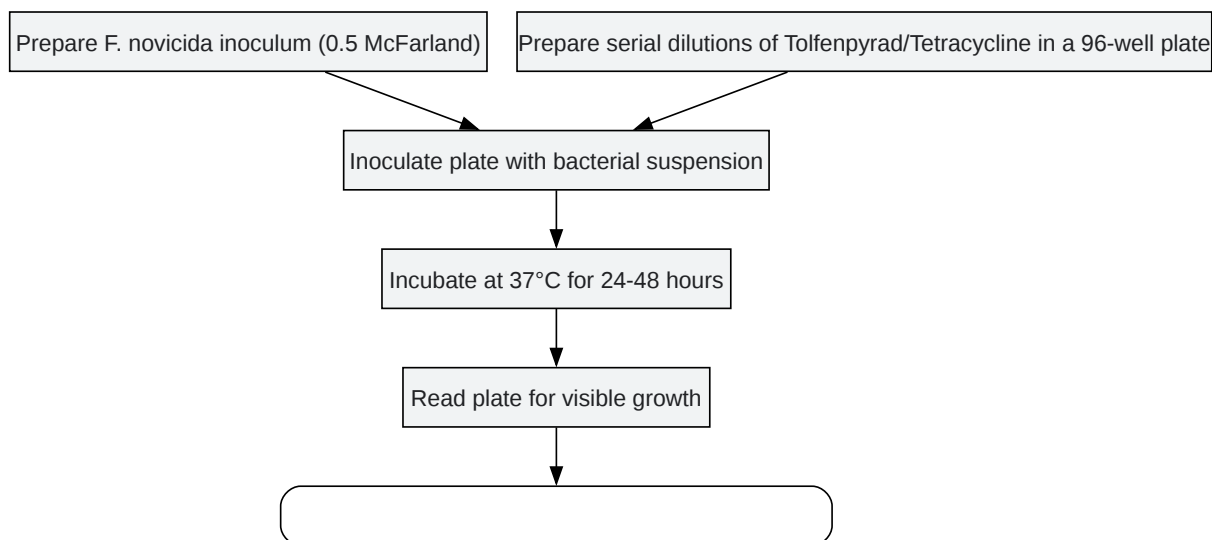 Prepare F. novicida inoculum (0.5 McFarland)
Prepare serial dilutions of Tolfenpyrad/Tetracycline in a 96-well plate
Inoculate plate with bacterial suspension
Incubate at 37°C for 24-48 hours
Read plate for visible growth